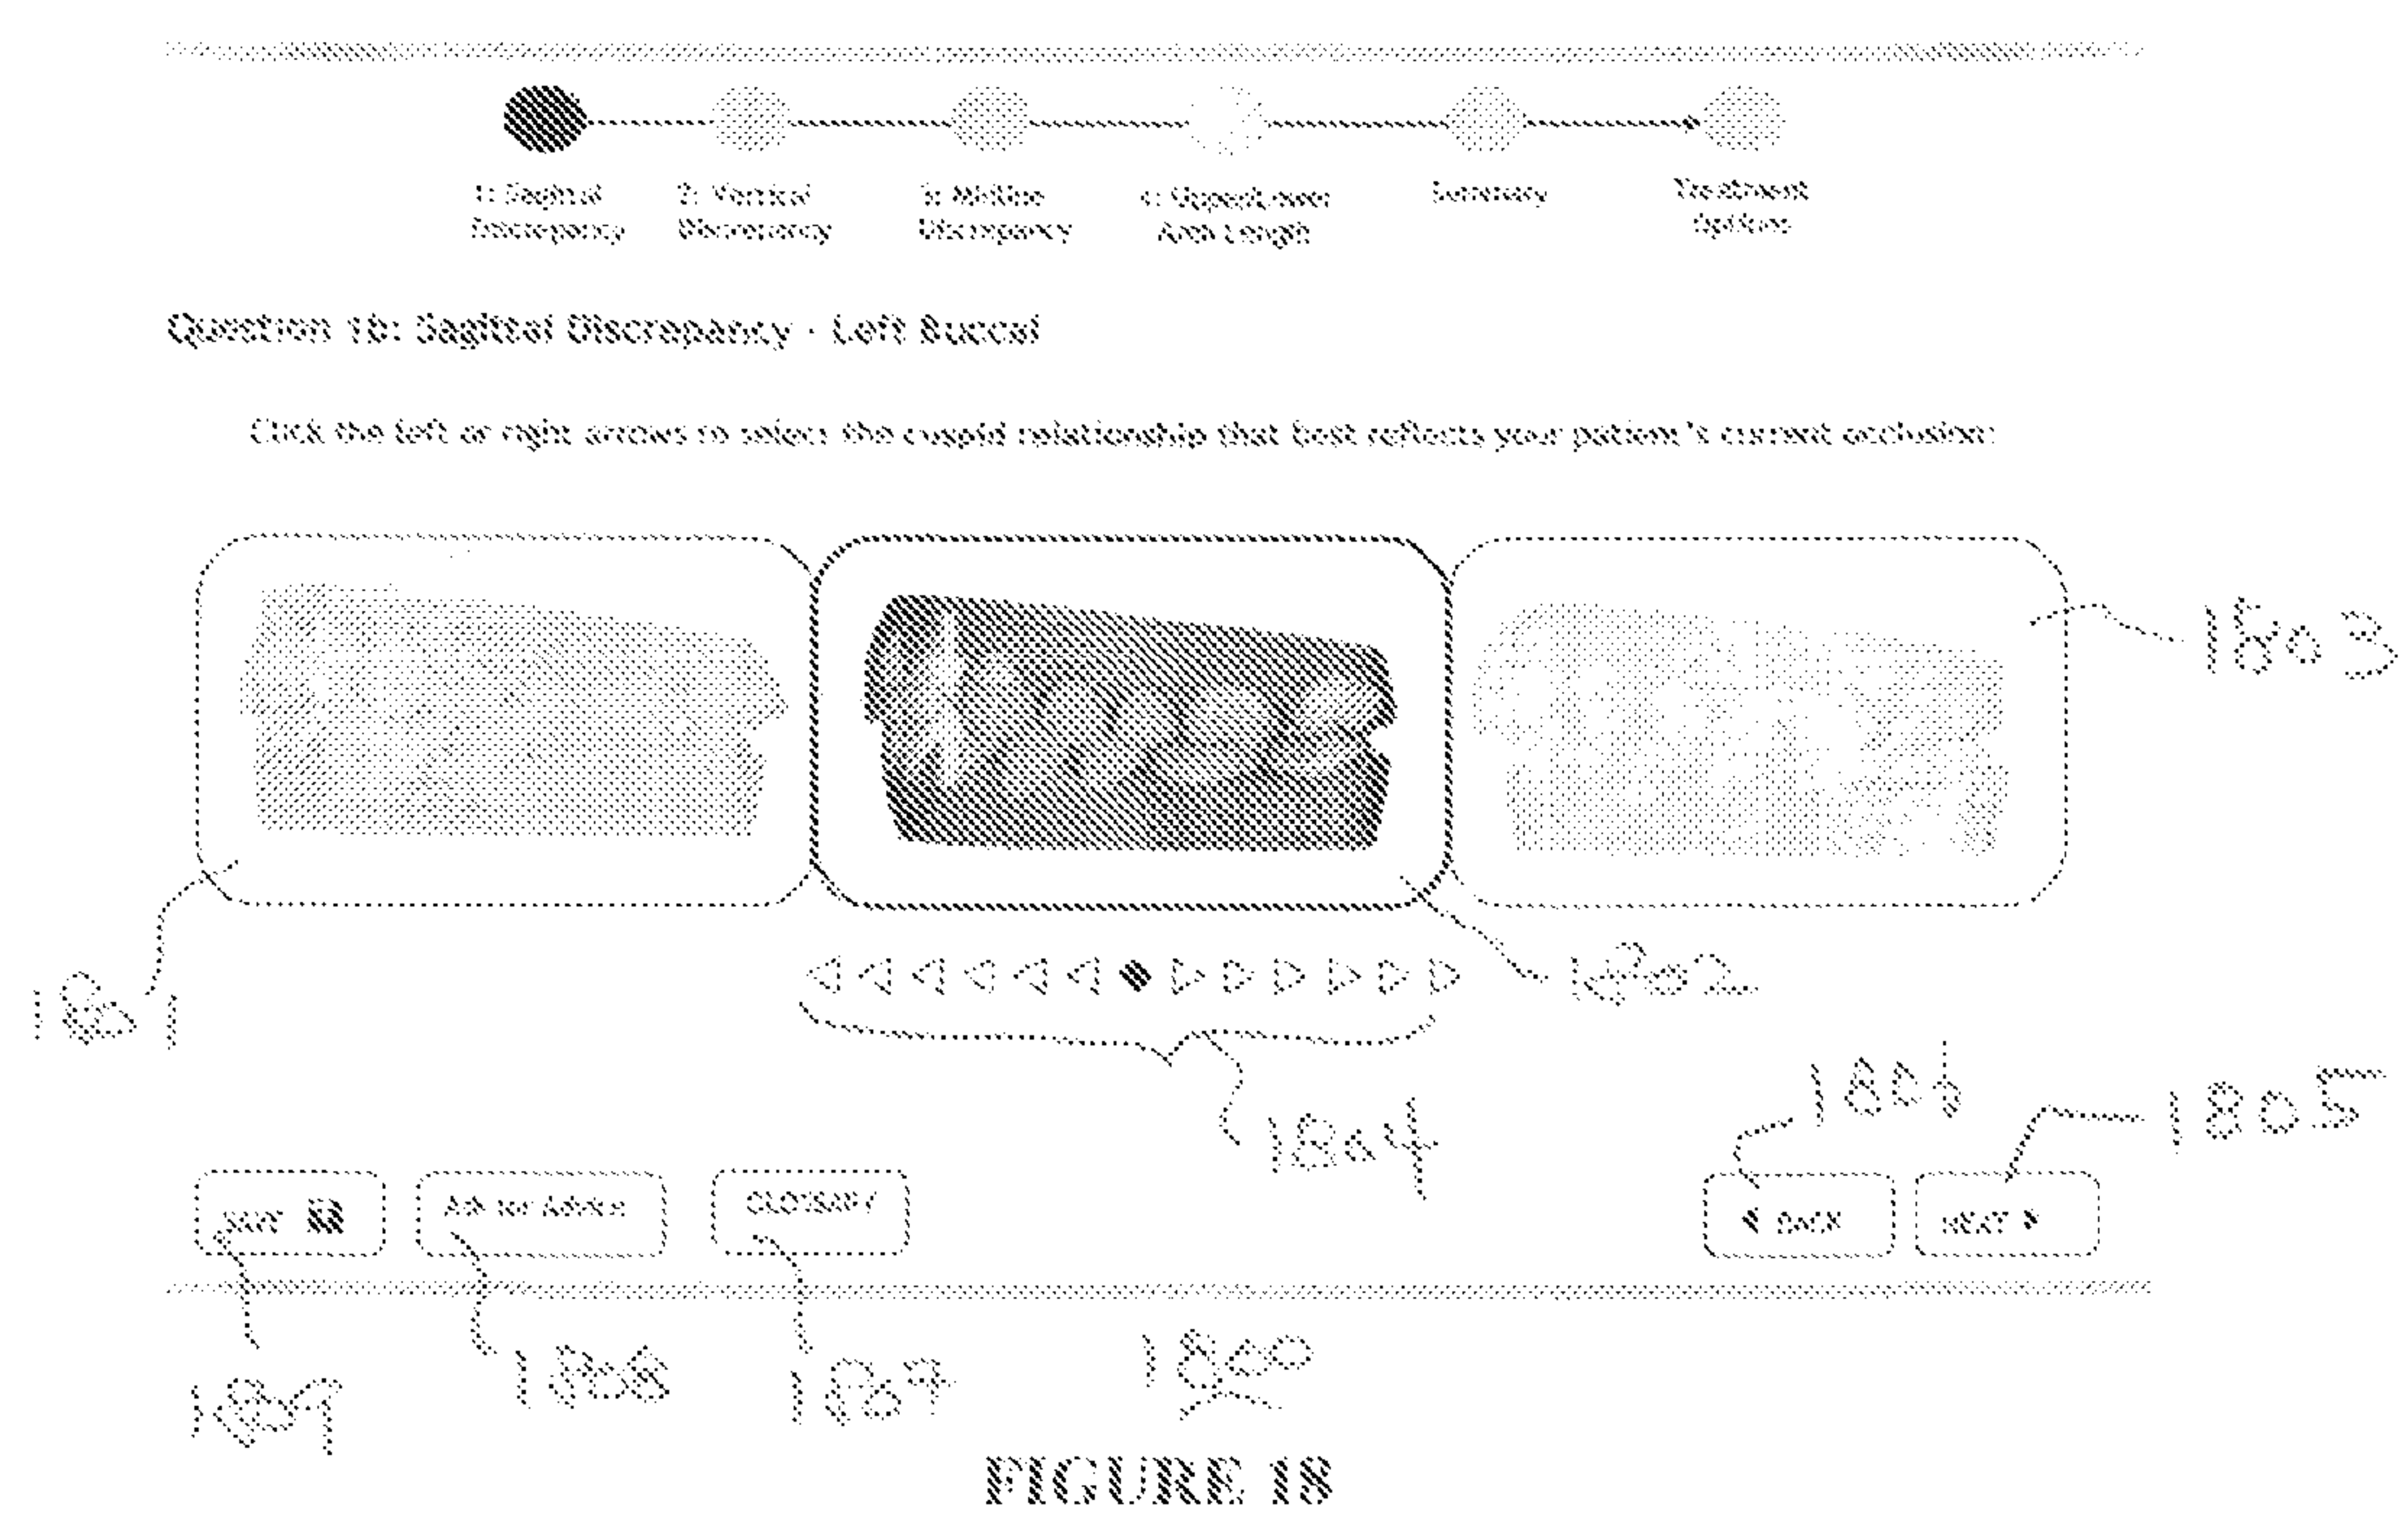 1: Sagittal Discrepancy
2: Vertical Discrepancy
3: Midline Discrepancy
4: Upper/Lower Arch Length
Summary
Treatment Options
Question 1b: Sagittal Discrepancy - Left Buccal
Click the left or right arrows to select the cuspid relationship that best reflects your patient's current occlusion:
1803
1801
1802
1804
1806
1805
SAVE
Ask for Advice
GLOSSARY
BACK
NEXT
1809
1808
1807
1800
FIGURE 18